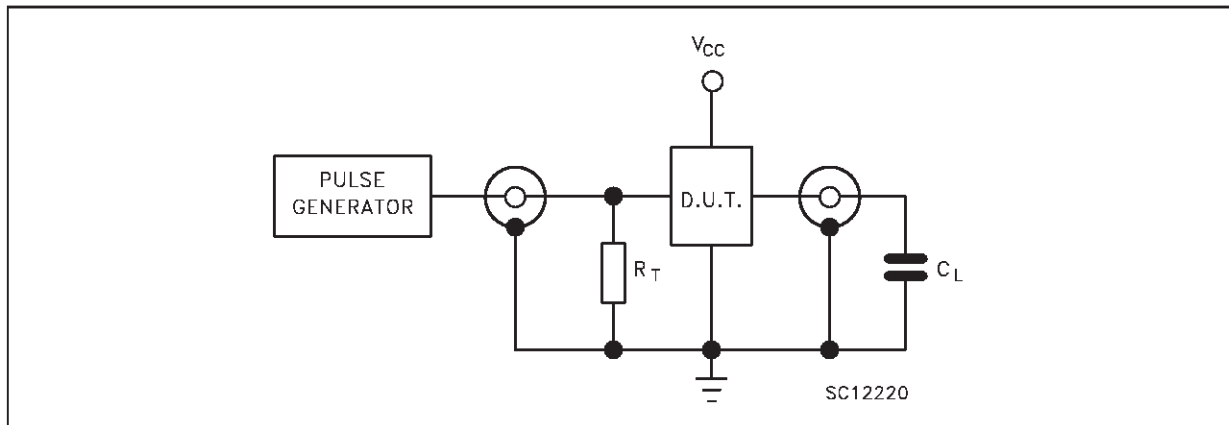 VCC
PULSE
GENERATOR
D.U.T.
RT
CL
SC12220